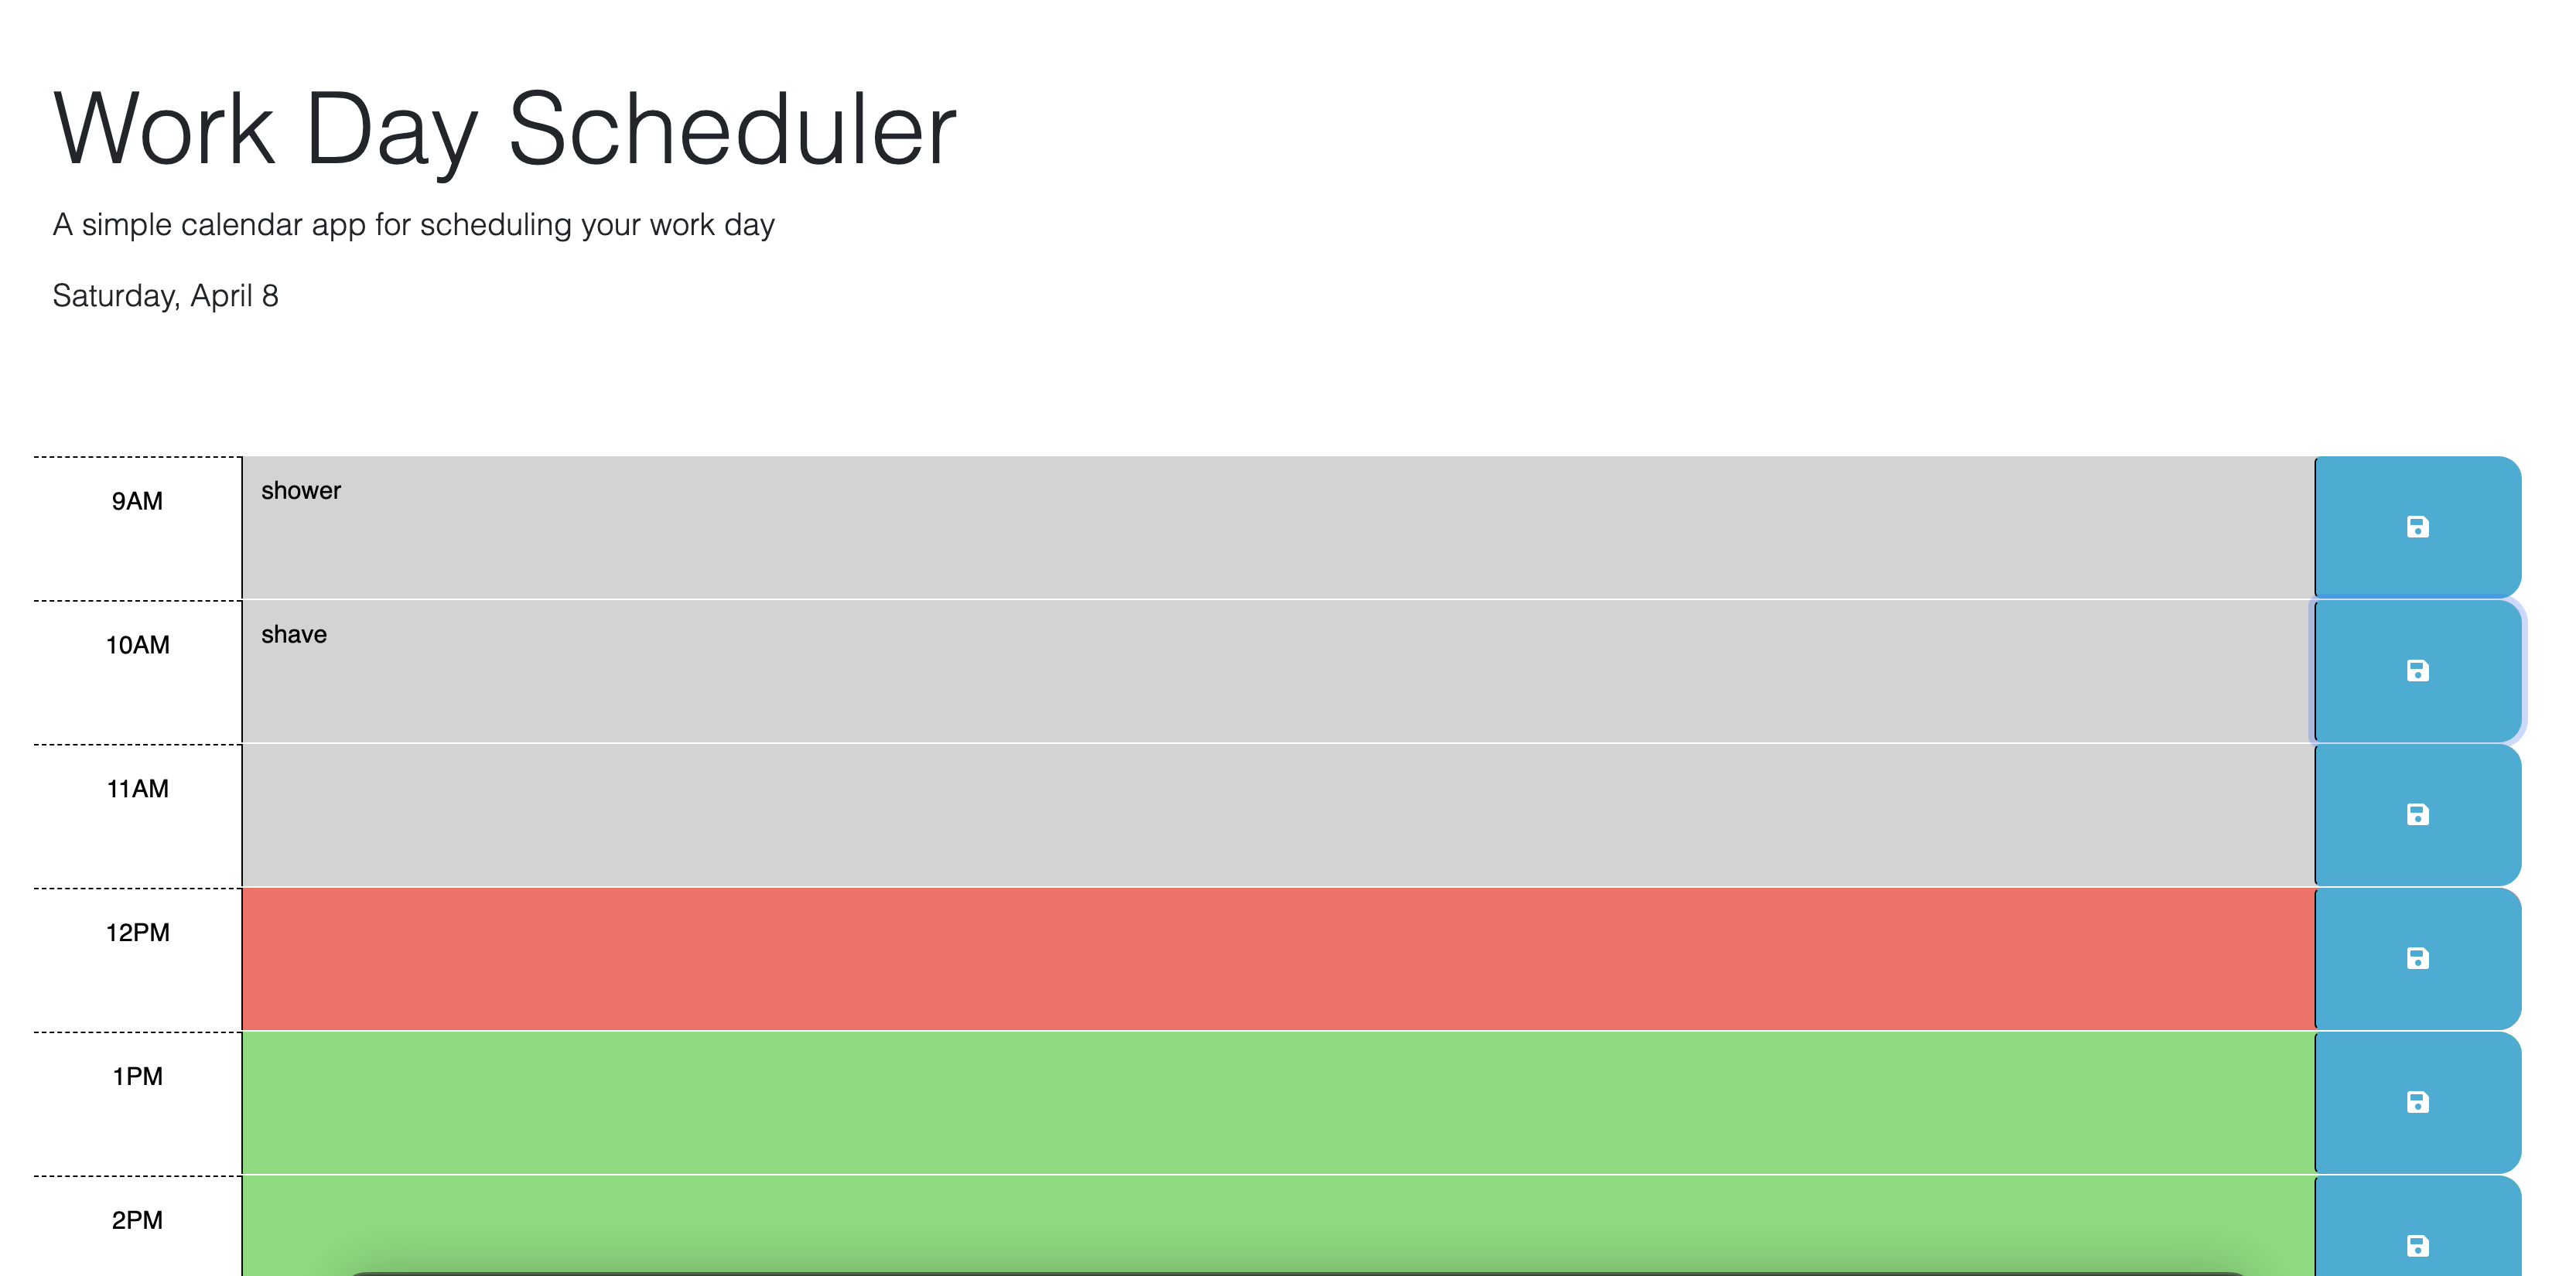 Work Day Scheduler
A simple calendar app for scheduling your work day
Saturday, April 8
9AM
shower
10AM
shave
11AM
12PM
1PM
2PM